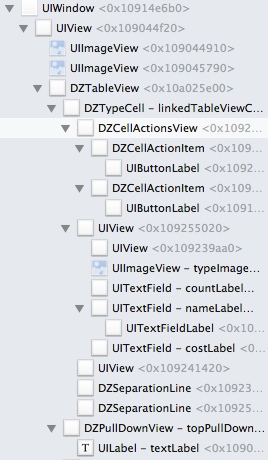 UIWindow <0x10914e6b0>
UIView <0x109044f20>
UIImageView <0x109044910>
UIImageView <0x109045790>
DZTableView <0x10a025e00>
DZTypeCell – linkedTableViewC...
DZCellActionsView <0x1092...
DZCellActionItem <0x10...
UIButtonLabel <0x1092...
DZCellActionItem <0x10...
UIButtonLabel <0x1091...
UIView <0x109255020>
UIView <0x109239aa0>
UIImageView – typeImage...
UITextField – countLabel...
UITextField – nameLabel...
UITextFieldLabel <0x10...
UITextField – costLabel...
UIView <0x109241420>
DZSeparationLine <0x10923...
DZSeparationLine <0x10925...
DZPullDownView – topPullDown...
T UILabel – textLabel <0x1090...